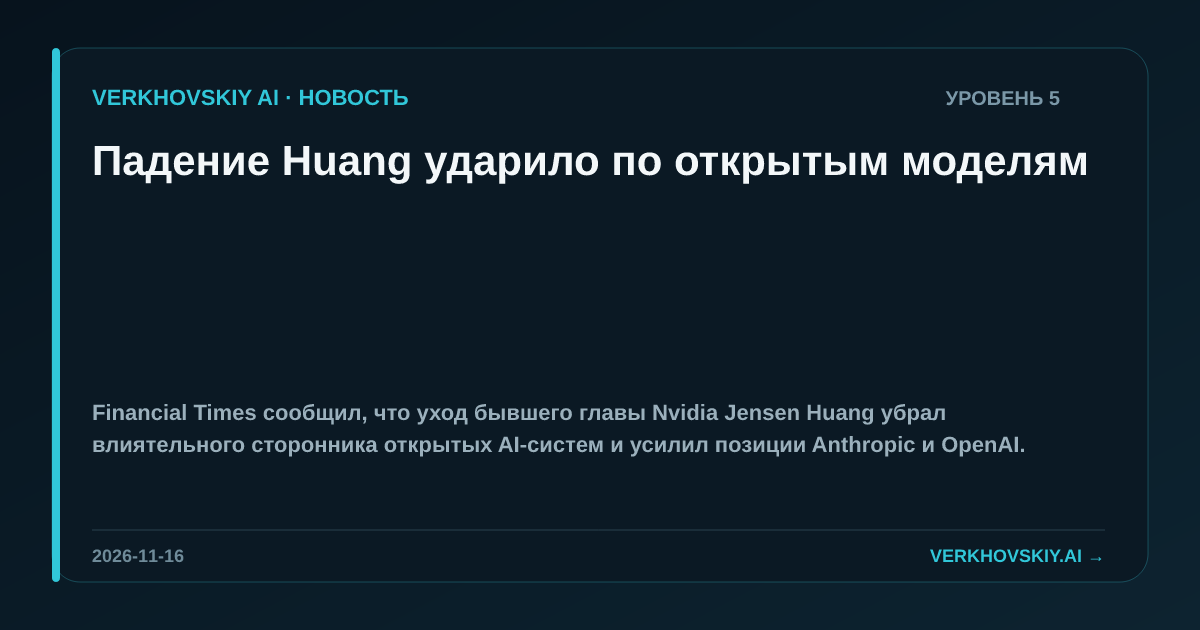 VERKHOVSKIY AI · НОВОСТЬ
УРОВЕНЬ 5
Падение Huang ударило по открытым моделям
Financial Times сообщил, что уход бывшего главы Nvidia Jensen Huang убрал
влиятельного сторонника открытых AI-систем и усилил позиции Anthropic и OpenAI.
2026-11-16
VERKHOVSKIY.AI →